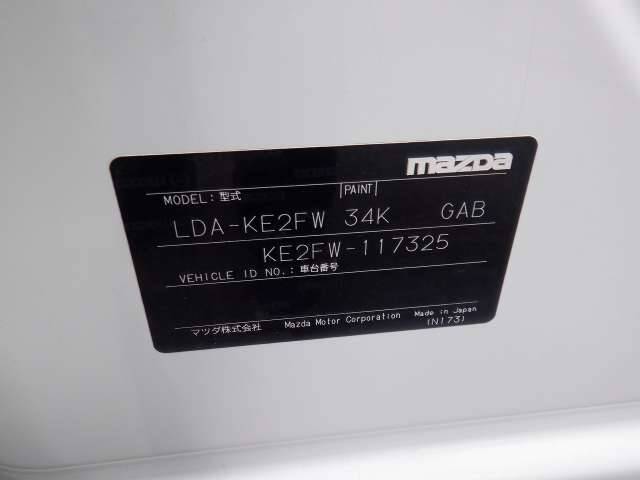 mazda
MODEL: 型式 PAINT
LDA-KE2FW 34K GAB
KE2FW-117325
VEHICLE ID NO.: 車台番号
マツダ株式会社 Mazda Motor Corporation Made in Japan
(N173)